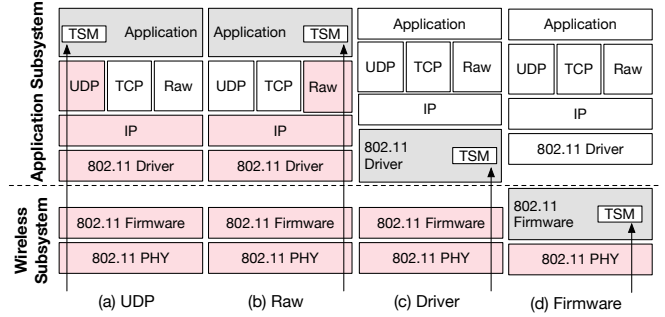 Application Subsystem
Wireless Subsystem
TSM Application
UDP TCP Raw
IP
802.11 Driver
802.11 Firmware
802.11 PHY
(a) UDP
Application TSM
UDP TCP Raw
IP
802.11 Driver
802.11 Firmware
802.11 PHY
(b) Raw
Application
UDP TCP Raw
IP
802.11
Driver TSM
802.11 Firmware
802.11 PHY
(c) Driver
Application
UDP TCP Raw
IP
802.11 Driver
802.11
Firmware TSM
802.11 PHY
(d) Firmware